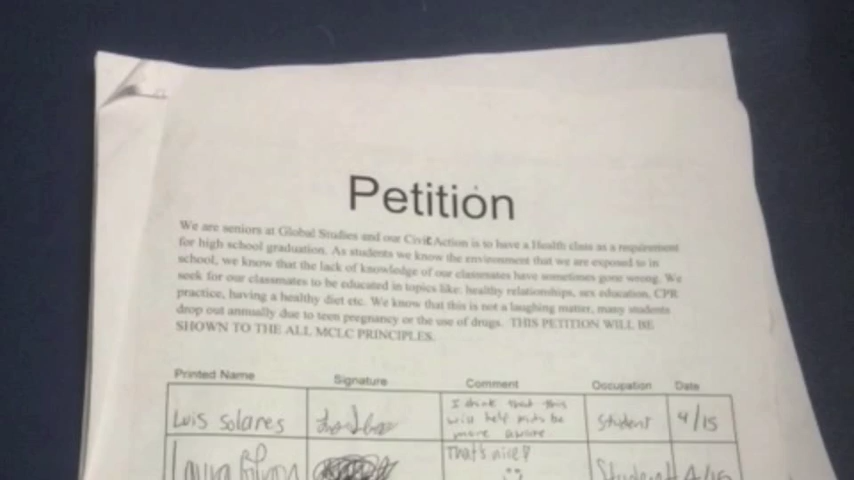 Petition
We are seniors at Global Studies and our Civic Action is to have a Health class as a requirement
for high school graduation. As students we know the environment that we are exposed to in
school, we know that the lack of knowledge of our classmates have sometimes gone wrong. We
seek for our classmates to be educated in topics like: healthy relationships, sex education, CPR
practice, having a healthy diet etc. We know that this is not a laughing matter, many students
drop out annually due to teen pregnancy or the use of drugs. THIS PETITION WILL BE
SHOWN TO THE ALL MCLC PRINCIPLES.
Printed Name Signature Comment Occupation Date
Luis Solares I think that this will help kids be more aware Student 4/15
Laura That's nice! Student 4/15